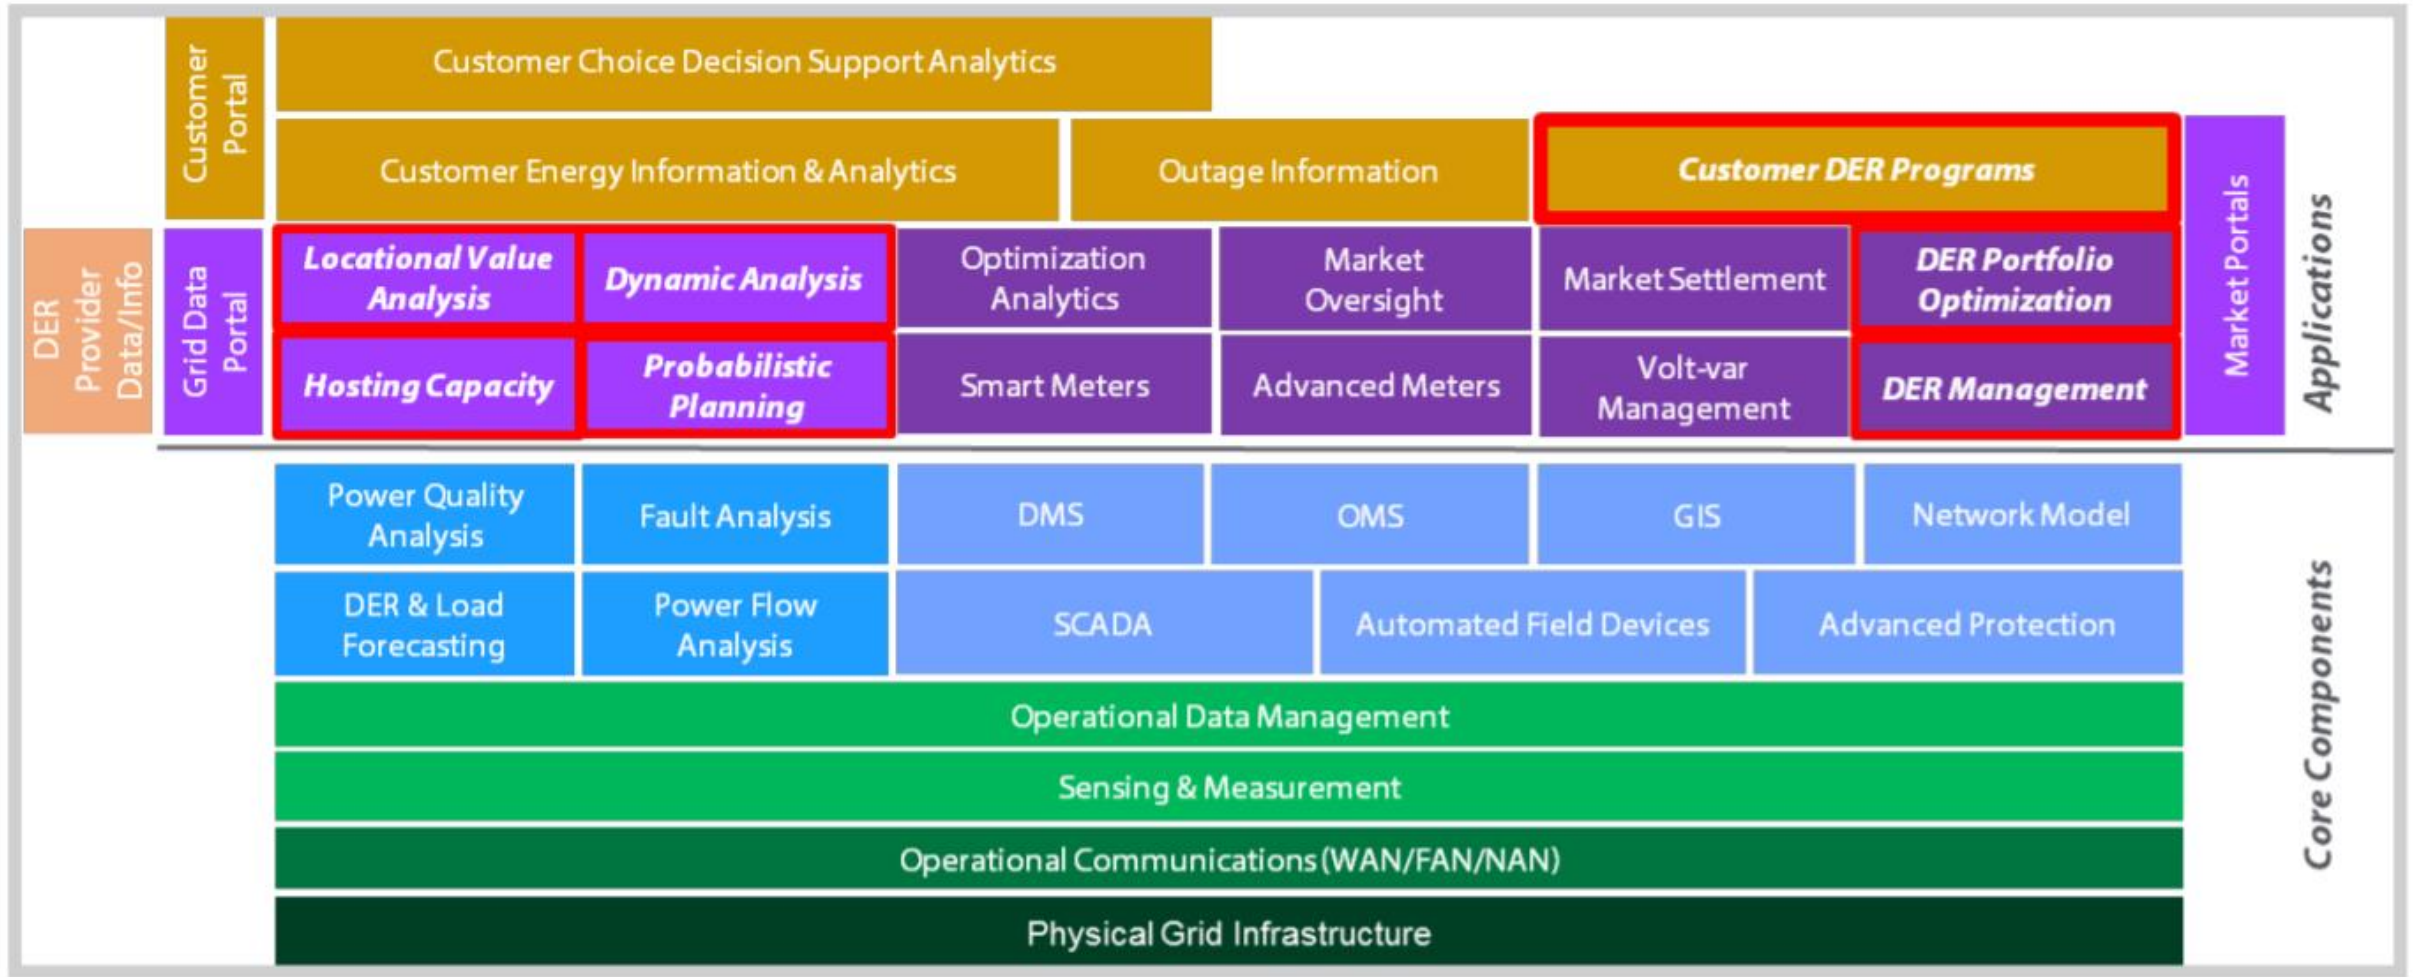 Customer
Portal
Customer Choice Decision Support Analytics
Customer Energy Information & Analytics
Outage Information
Customer DER Programs
DER
Provider
Data/Info
Grid Data
Portal
Locational Value
Analysis
Dynamic Analysis
Optimization
Analytics
Market
Oversight
Market Settlement
DER Portfolio
Optimization
Hosting Capacity
Probabilistic
Planning
Smart Meters
Advanced Meters
Volt-var
Management
DER Management
Market Portals
Applications
Power Quality
Analysis
Fault Analysis
DMS
OMS
GIS
Network Model
DER & Load
Forecasting
Power Flow
Analysis
SCADA
Automated Field Devices
Advanced Protection
Operational Data Management
Sensing & Measurement
Operational Communications (WAN/FAN/NAN)
Physical Grid Infrastructure
Core Components